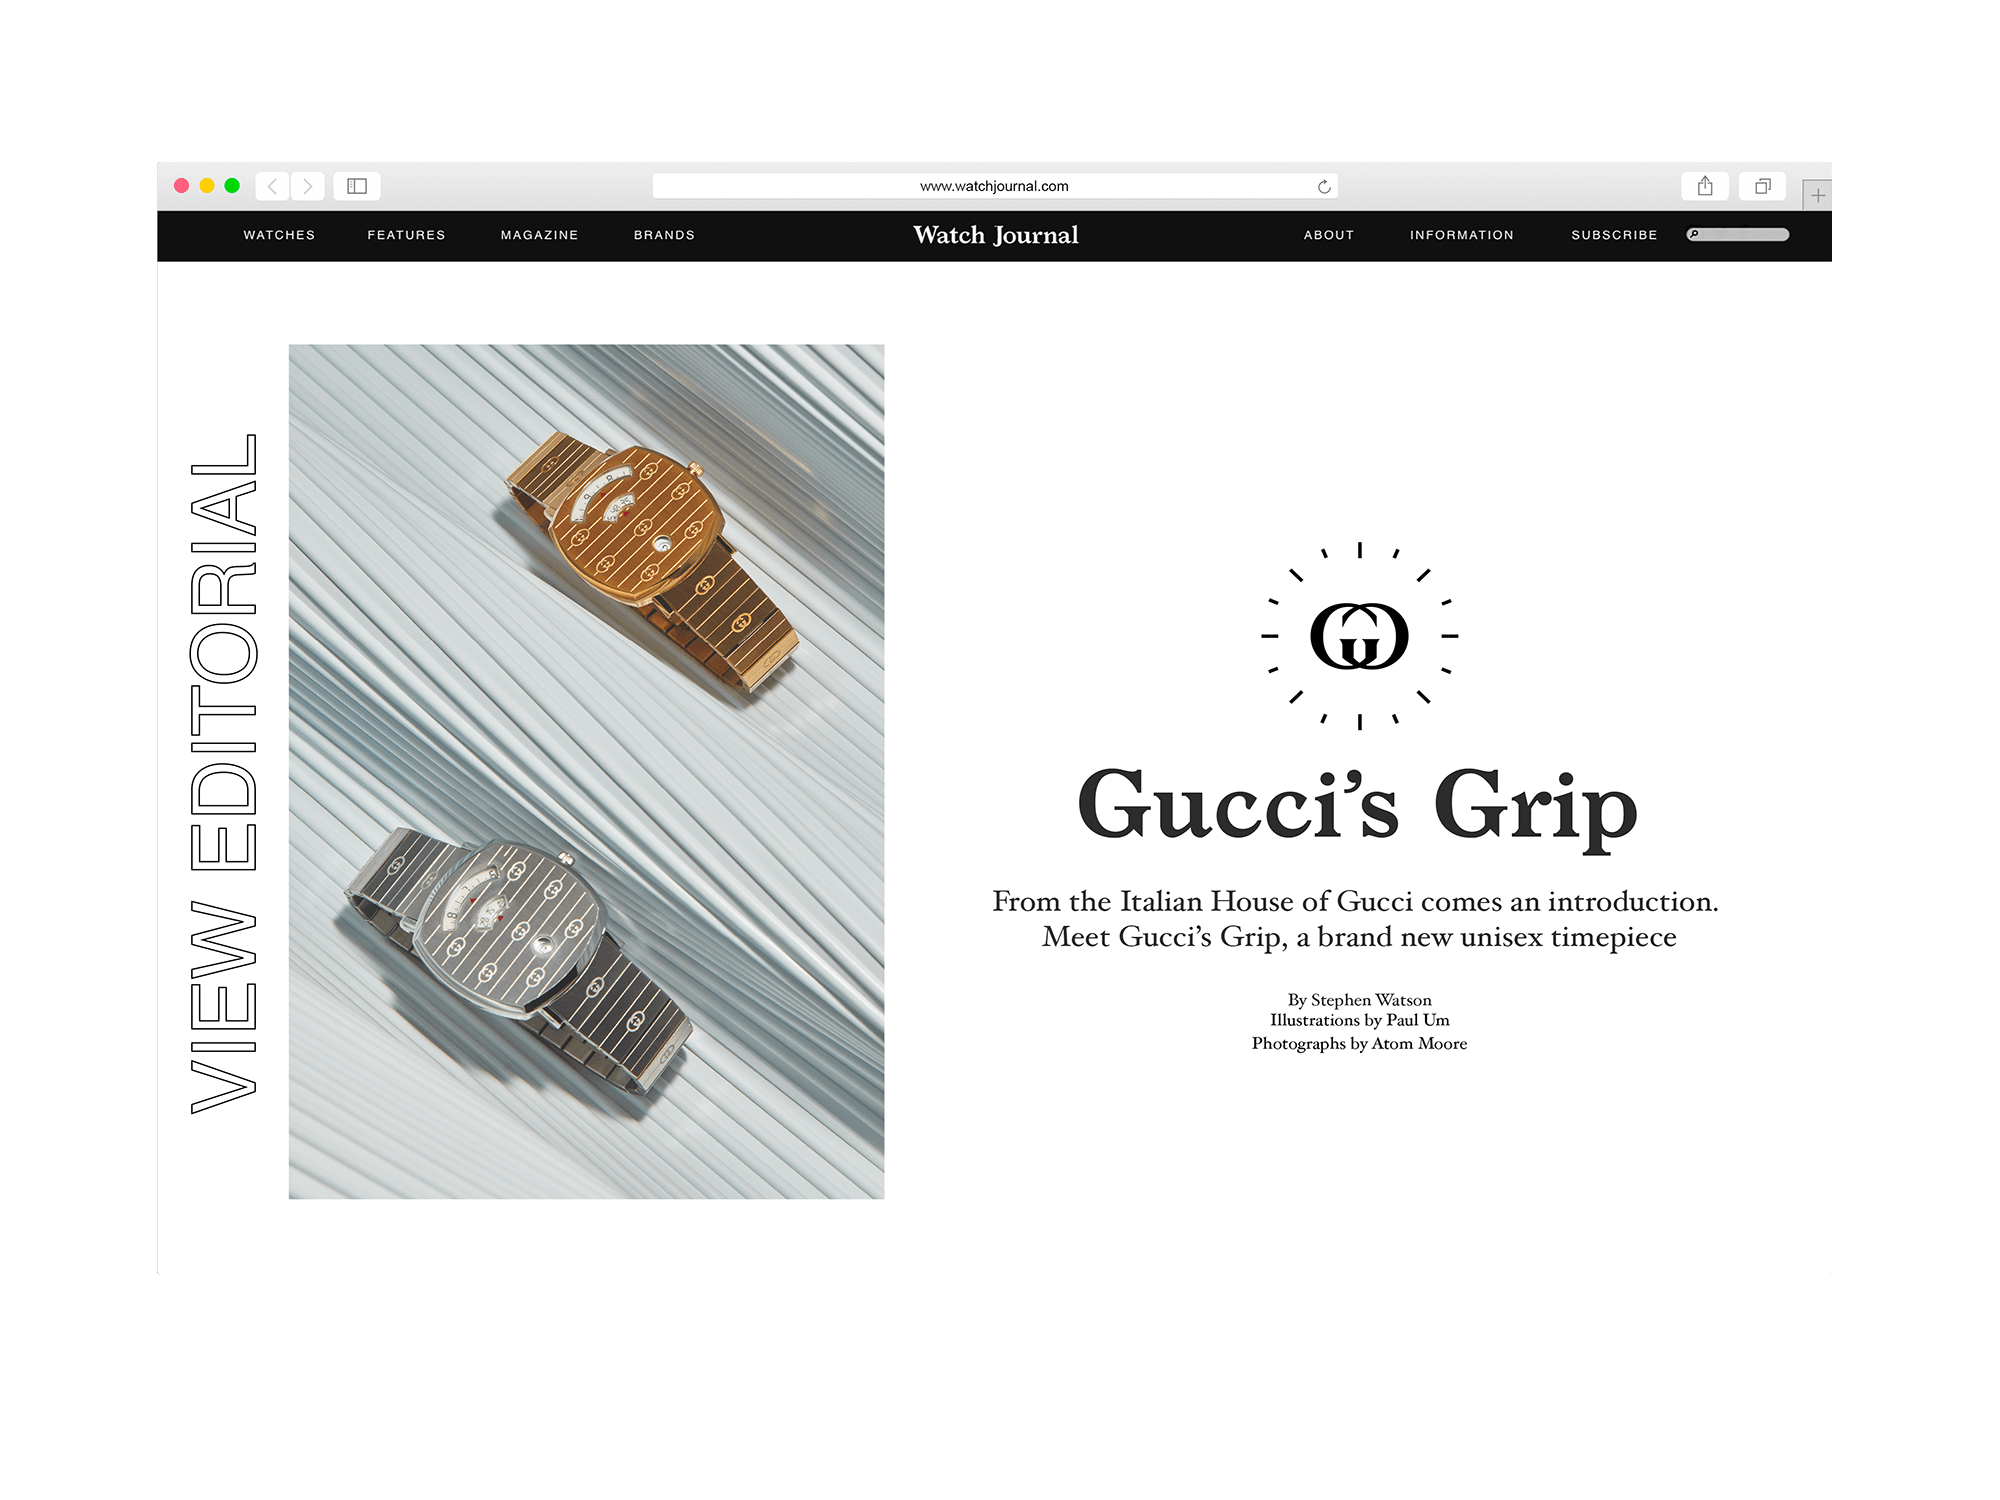 www.watchjournal.com
WATCHES FEATURES MAGAZINE BRANDS Watch Journal ABOUT INFORMATION SUBSCRIBE
VIEW EDITORIAL
Gucci’s Grip
From the Italian House of Gucci comes an introduction.
Meet Gucci’s Grip, a brand new unisex timepiece
By Stephen Watson
Illustrations by Paul Um
Photographs by Atom Moore